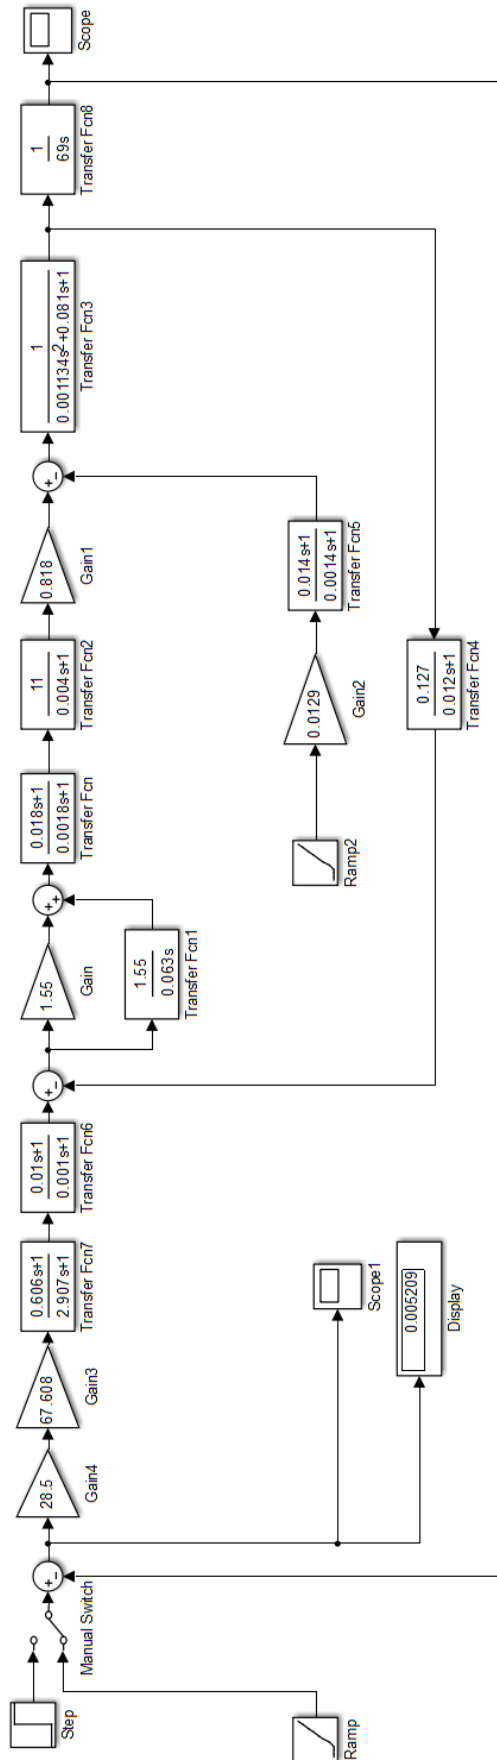 Step
Ramp
Manual Switch
+
-
28.5
Gain4
67.608
Gain3
0.606s+1
2.907s+1
Transfer Fcn7
0.01s+1
0.001s+1
Transfer Fcn6
+
-
1.55
Gain
1.55
0.063s
Transfer Fcn1
+
+
0.018s+1
0.0018s+1
Transfer Fcn
11
0.004s+1
Transfer Fcn2
0.818
Gain1
+
-
1
0.001134s²+0.081s+1
Transfer Fcn3
1
69s
Transfer Fcn8
Scope
Scope1
0.005209
Display
Ramp2
0.0129
Gain2
0.014s+1
0.0014s+1
Transfer Fcn5
0.127
0.012s+1
Transfer Fcn4